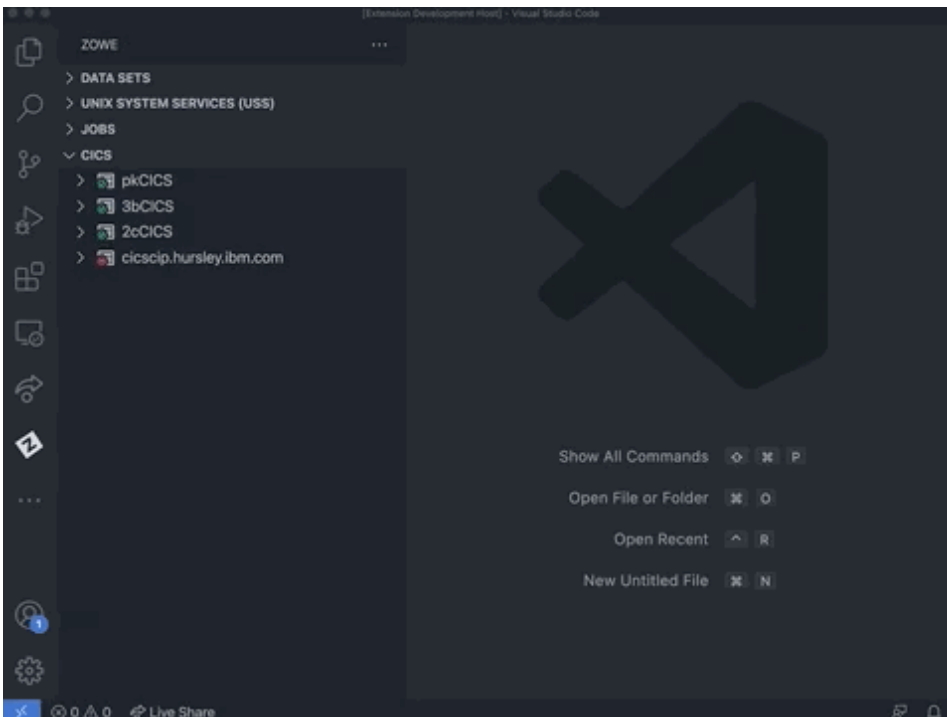 [Extension Development Host] - Visual Studio Code
ZOWE
DATA SETS
UNIX SYSTEM SERVICES (USS)
JOBS
CICS
pkCICS
3bCICS
2cCICS
cicscip.hursley.ibm.com
Show All Commands ⇧ ⌘ P
Open File or Folder ⌘ O
Open Recent ^ R
New Untitled File ⌘ N
Z
1
0 0 Live Share